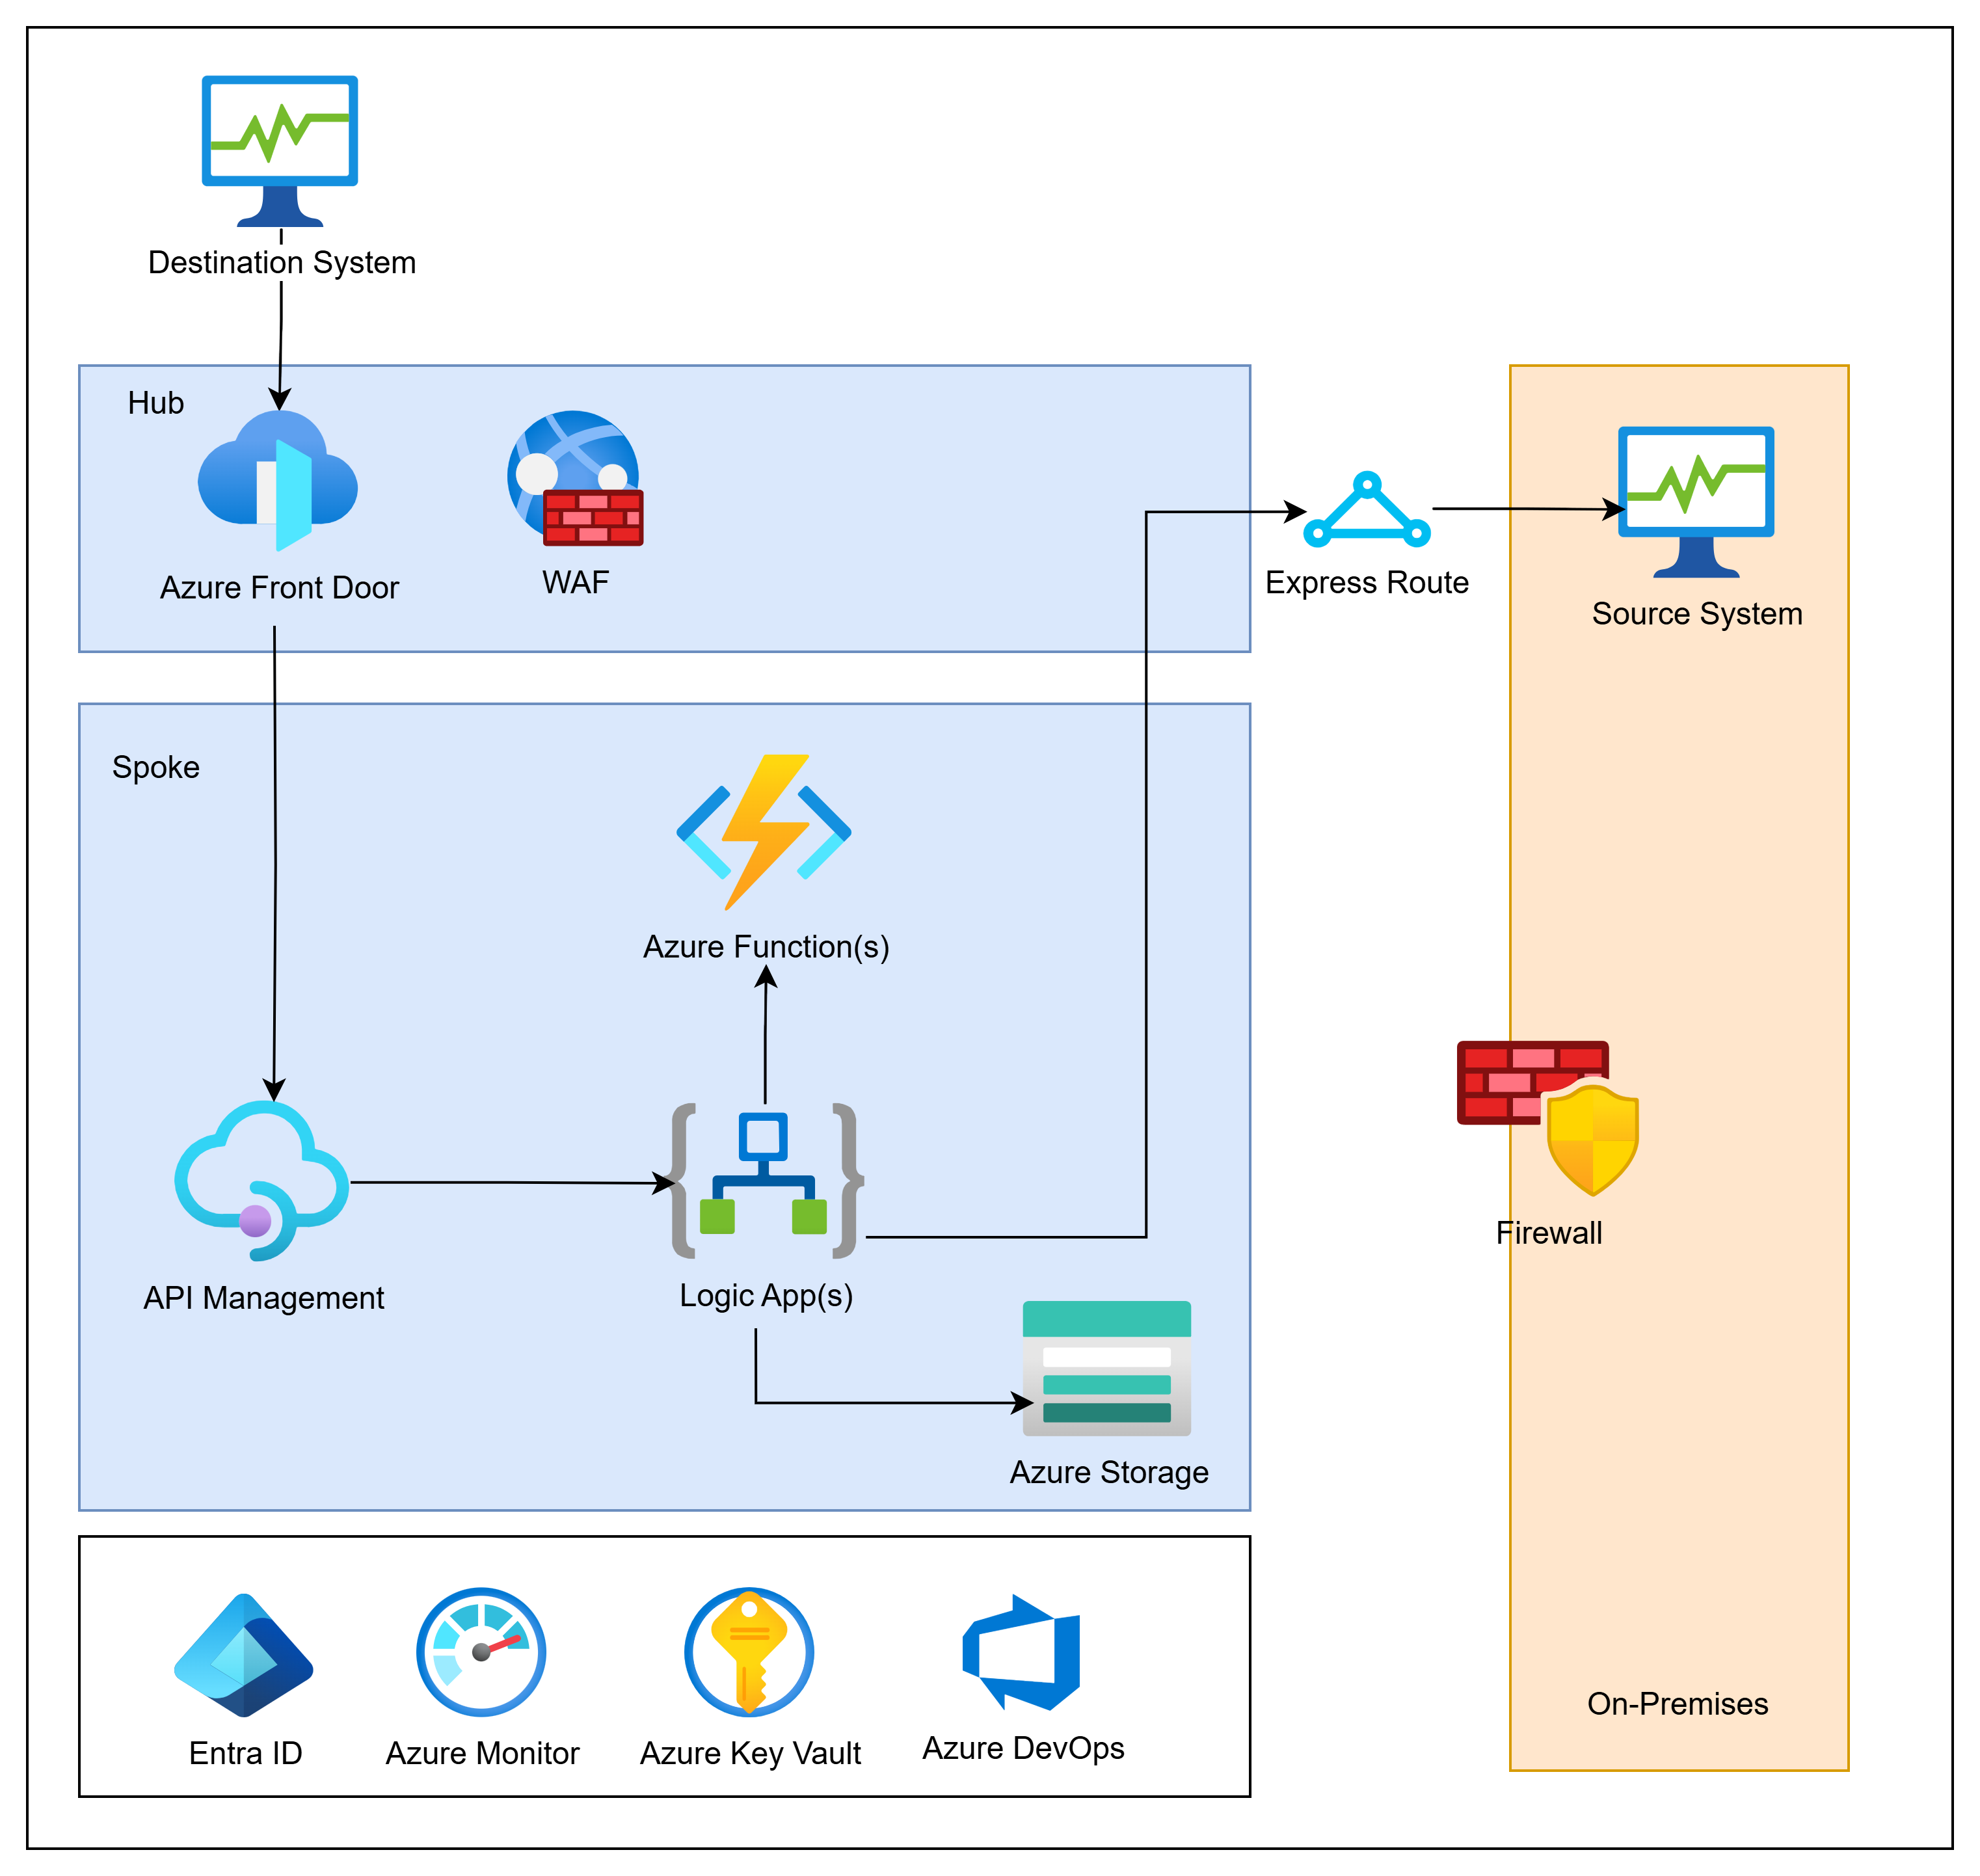 Destination System
Hub
Azure Front Door
WAF
Express Route
Source System
Spoke
Azure Function(s)
API Management
Logic App(s)
Azure Storage
Firewall
On-Premises
Entra ID
Azure Monitor
Azure Key Vault
Azure DevOps